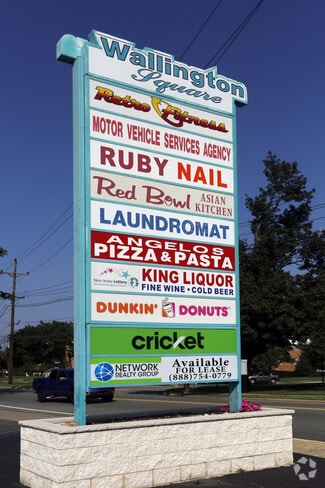 Wallington
Square
Retro Fitness
MOTOR VEHICLE SERVICES AGENCY
RUBY NAIL
Red Bowl ASIAN
KITCHEN
LAUNDROMAT
ANGELOS
PIZZA & PASTA
New Jersey Lottery
KING LIQUOR
FINE WINE • COLD BEER
DUNKIN' DONUTS
cricket
NETWORK
REALTY GROUP
Available
FOR LEASE
(888)754-0779